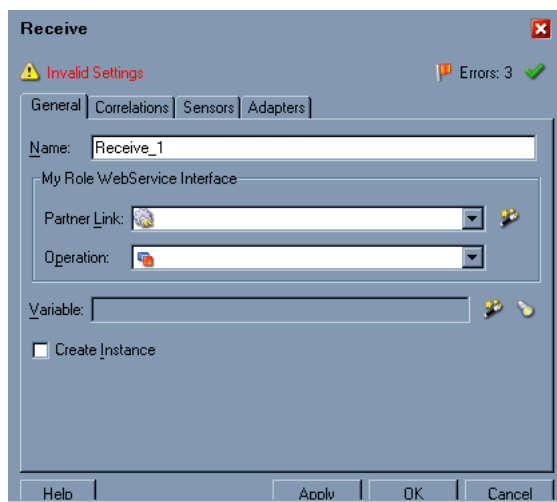 Receive
Invalid Settings Errors: 3
General Correlations Sensors Adapters
Name: Receive_1
My Role WebService Interface
Partner Link:
Operation:
Variable:
Create Instance
Help Apply OK Cancel